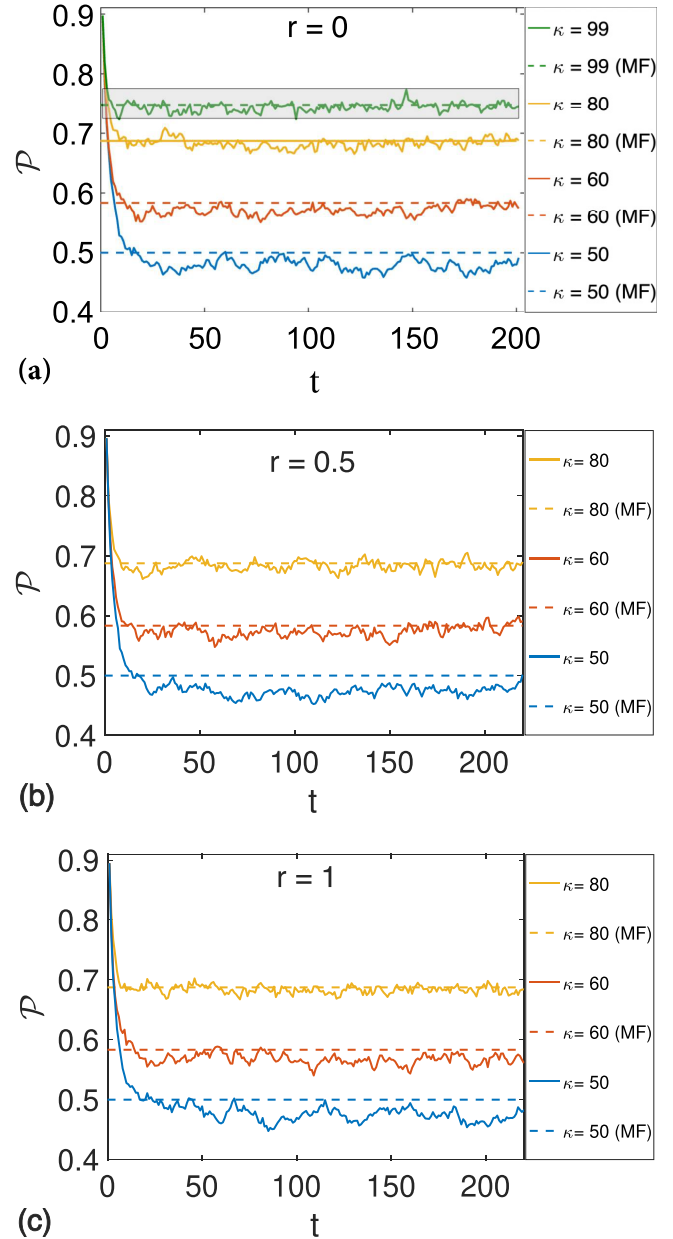 r = 0
0.9
0.8
0.7
0.6
0.5
0.4
𝒫
0 50 100 150 200
t
(a)
κ = 99
κ = 99 (MF)
κ = 80
κ = 80 (MF)
κ = 60
κ = 60 (MF)
κ = 50
κ = 50 (MF)
r = 0.5
0.9
0.8
0.7
0.6
0.5
0.4
𝒫
0 50 100 150 200
t
(b)
κ= 80
κ= 80 (MF)
κ= 60
κ= 60 (MF)
κ= 50
κ= 50 (MF)
r = 1
0.9
0.8
0.7
0.6
0.5
0.4
𝒫
0 50 100 150 200
t
(c)
κ= 80
κ= 80 (MF)
κ= 60
κ= 60 (MF)
κ= 50
κ= 50 (MF)